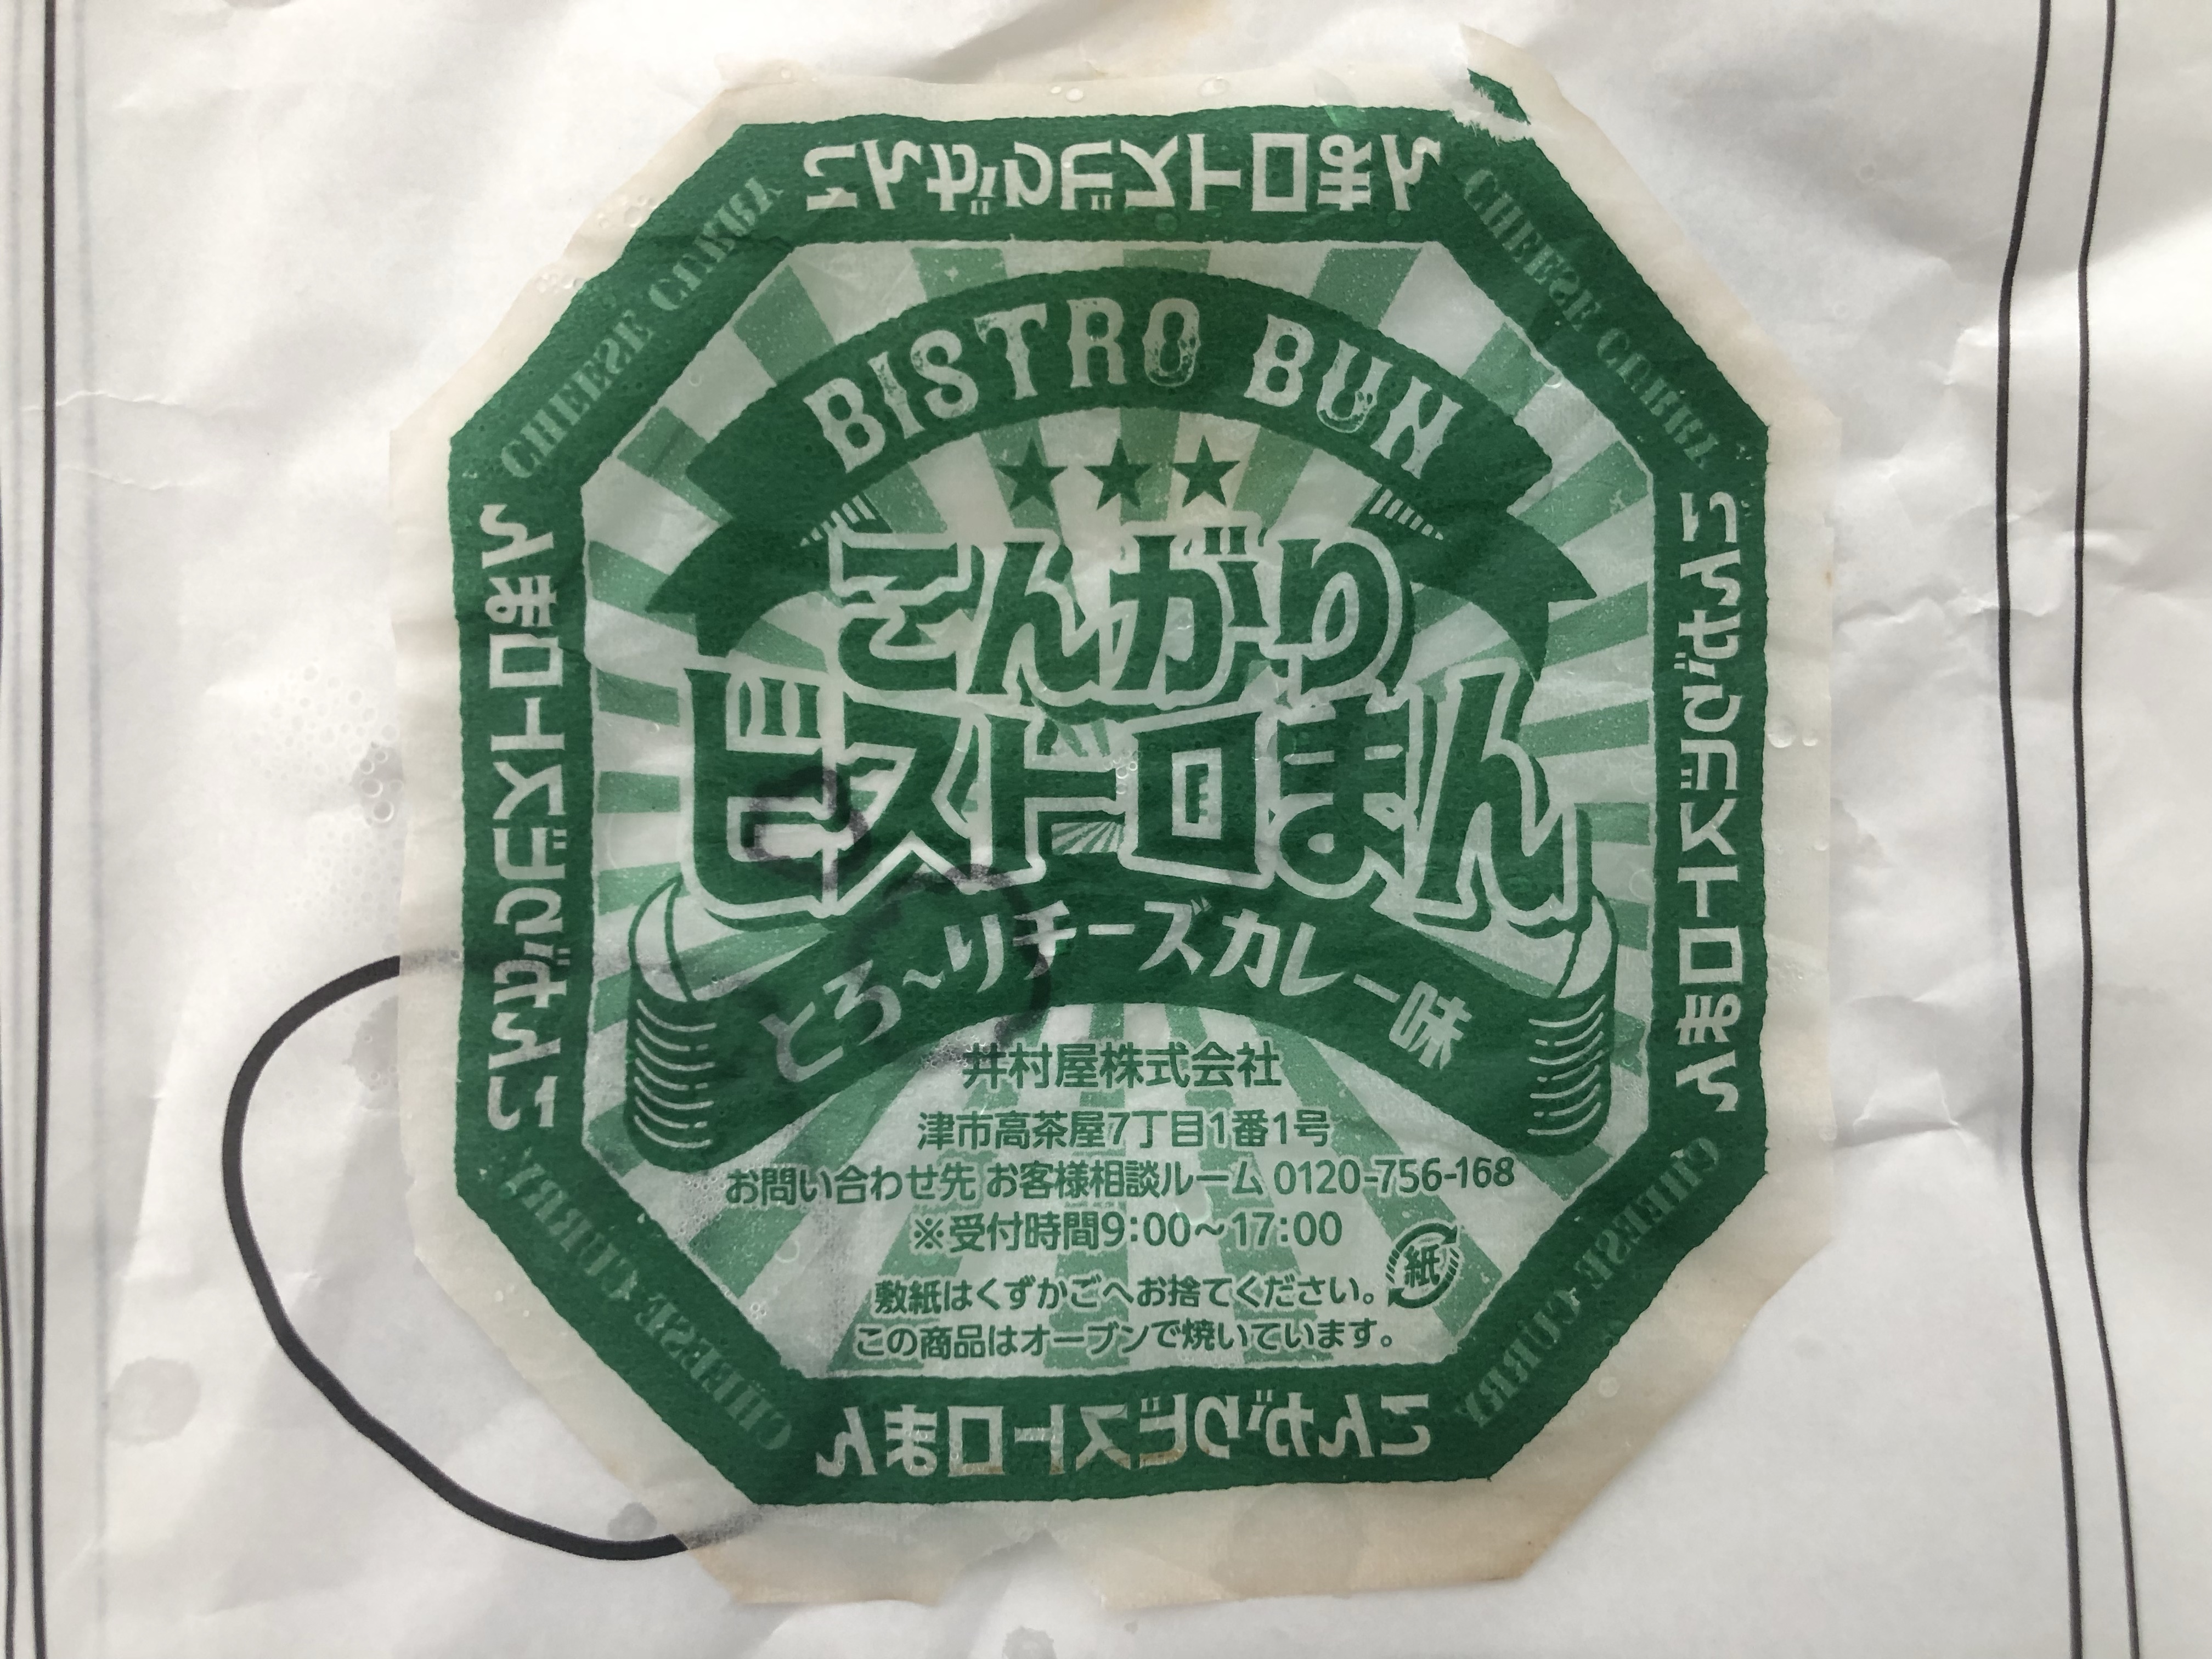 こんがりビストロまん
CHEESE CURRY
CHEESE CURRY
BISTRO BUN
こんがり
ビストロまん
とろ～りチーズカレー味
井村屋株式会社
津市高茶屋7丁目1番1号
お問い合わせ先 お客様相談ルーム 0120-756-168
※受付時間9:00～17:00
敷紙はくずかごへお捨てください。
紙
この商品はオーブンで焼いています。
こんがりビストロまん
こんがりビストロまん
CHEESE CURRY
CHEESE CURRY
こんがりビストロまん